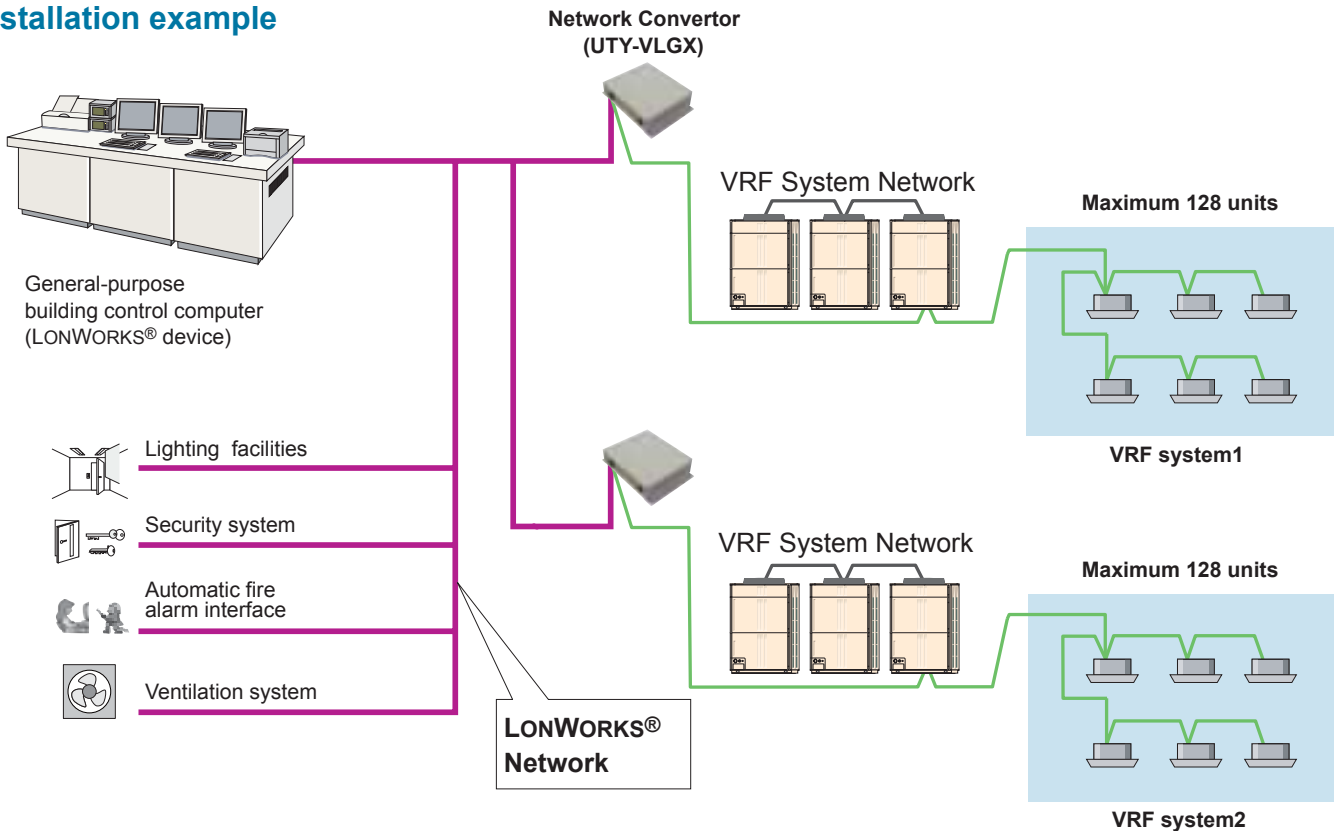 stallation example
Network Convertor
(UTY-VLGX)
General-purpose
building control computer
(LONWORKS® device)
VRF System Network
Maximum 128 units
VRF system1
Lighting  facilities
Security system
Automatic fire
alarm interface
Ventilation system
LONWORKS®
Network
VRF System Network
Maximum 128 units
VRF system2